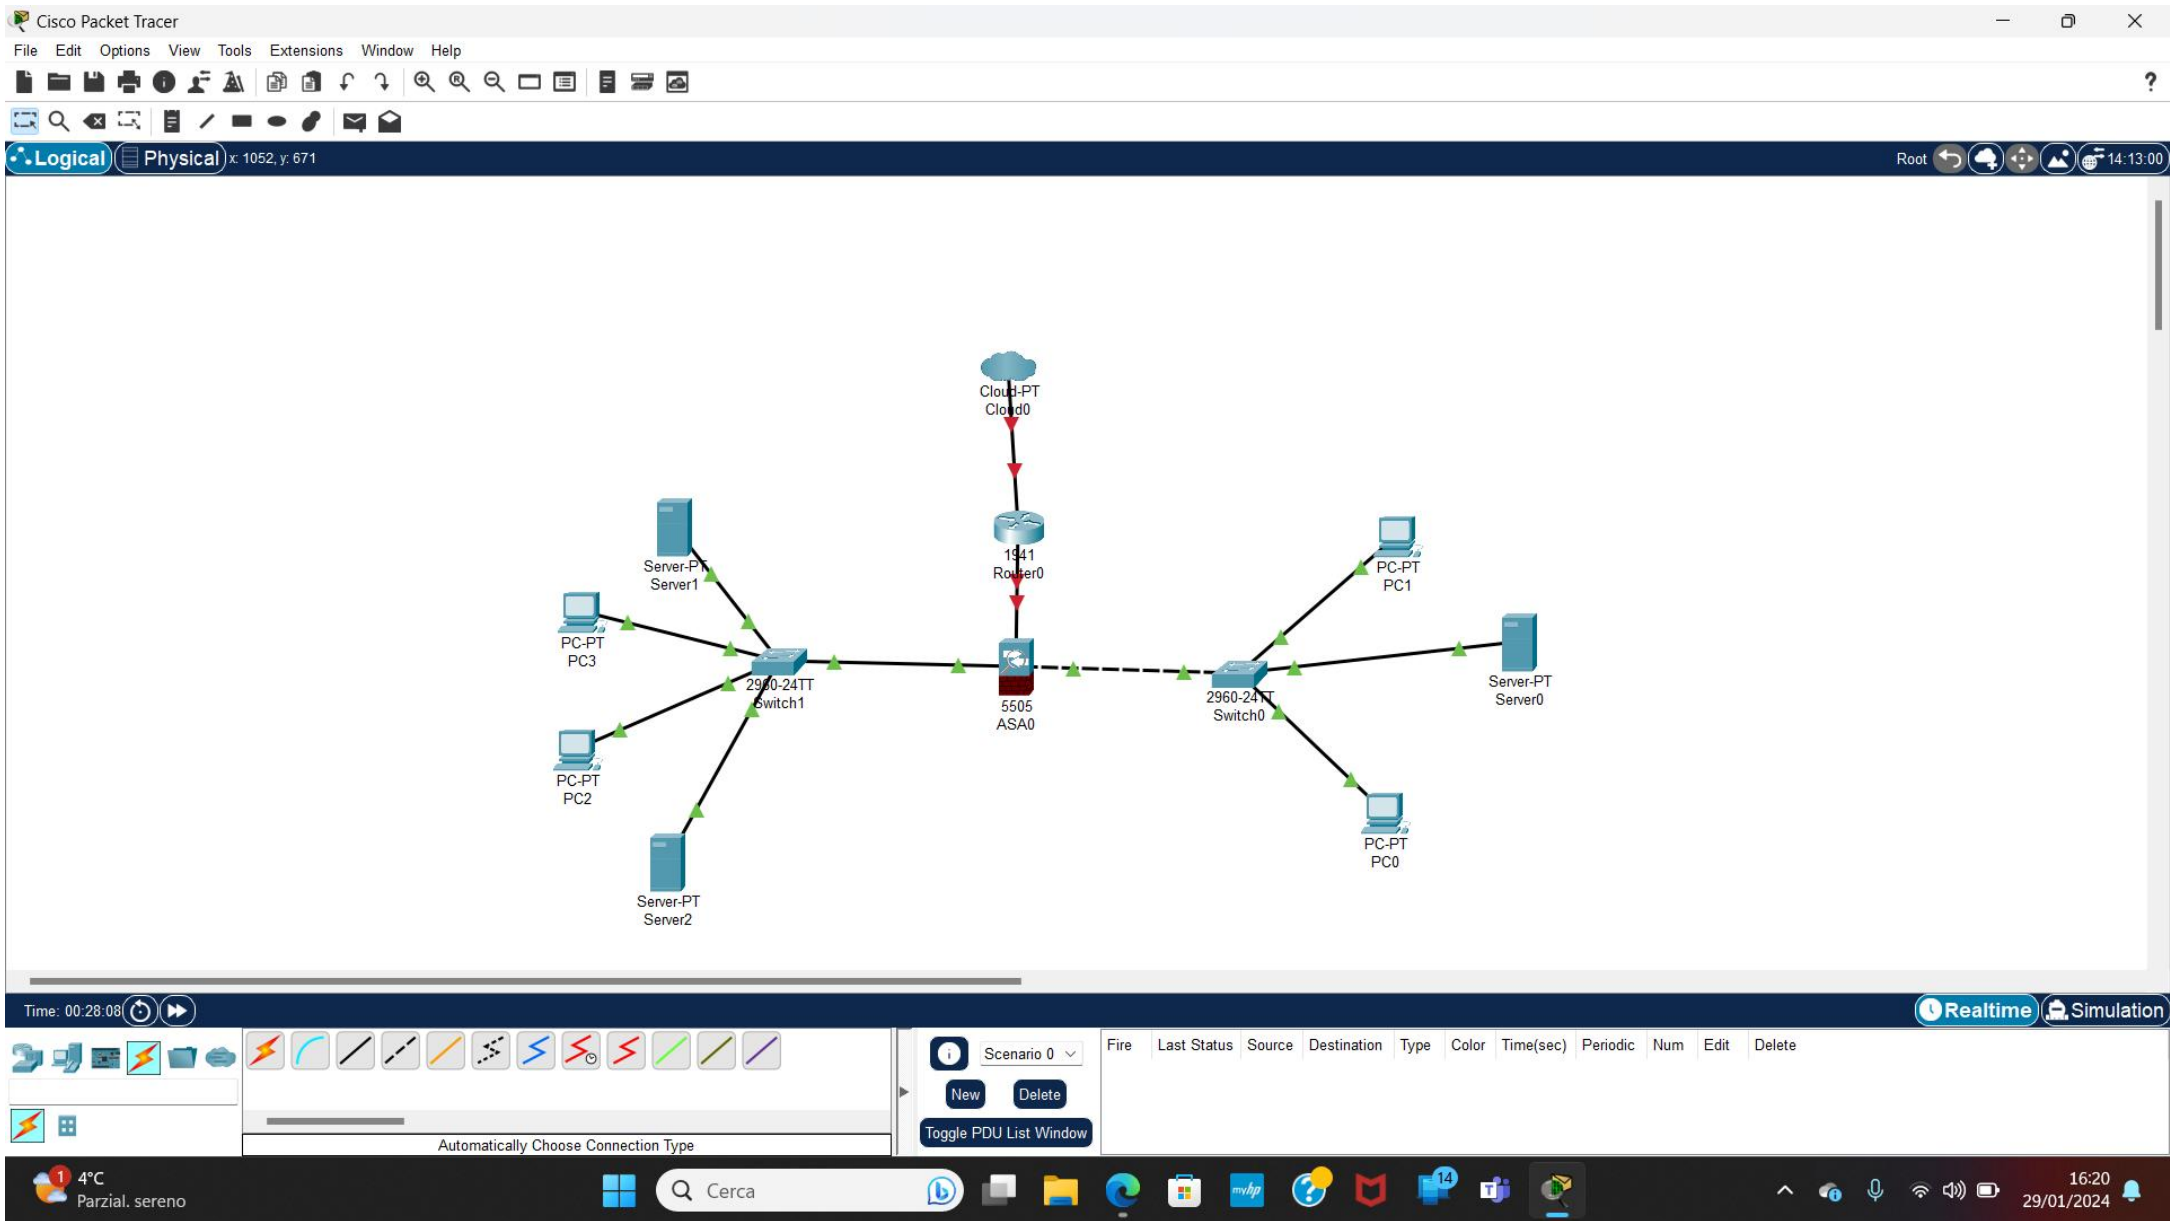 Cisco Packet Tracer
File Edit Options View Tools Extensions Window Help
?
Logical Physical x: 1052, y: 671 Root 14:13:00
Cloud-PT
Cloud0
1941
Router0
Server-PT
Server1
PC-PT
PC1
PC-PT
PC3
2960-24TT
Switch1
5505
ASA0
2960-24TT
Switch0
Server-PT
Server0
PC-PT
PC2
PC-PT
PC0
Server-PT
Server2
Time: 00:28:08 Realtime Simulation
Scenario 0
New Delete
Toggle PDU List Window
Fire Last Status Source Destination Type Color Time(sec) Periodic Num Edit Delete
Automatically Choose Connection Type
1
4°C
Parzial. sereno
Cerca
myhp
14
16:20
29/01/2024